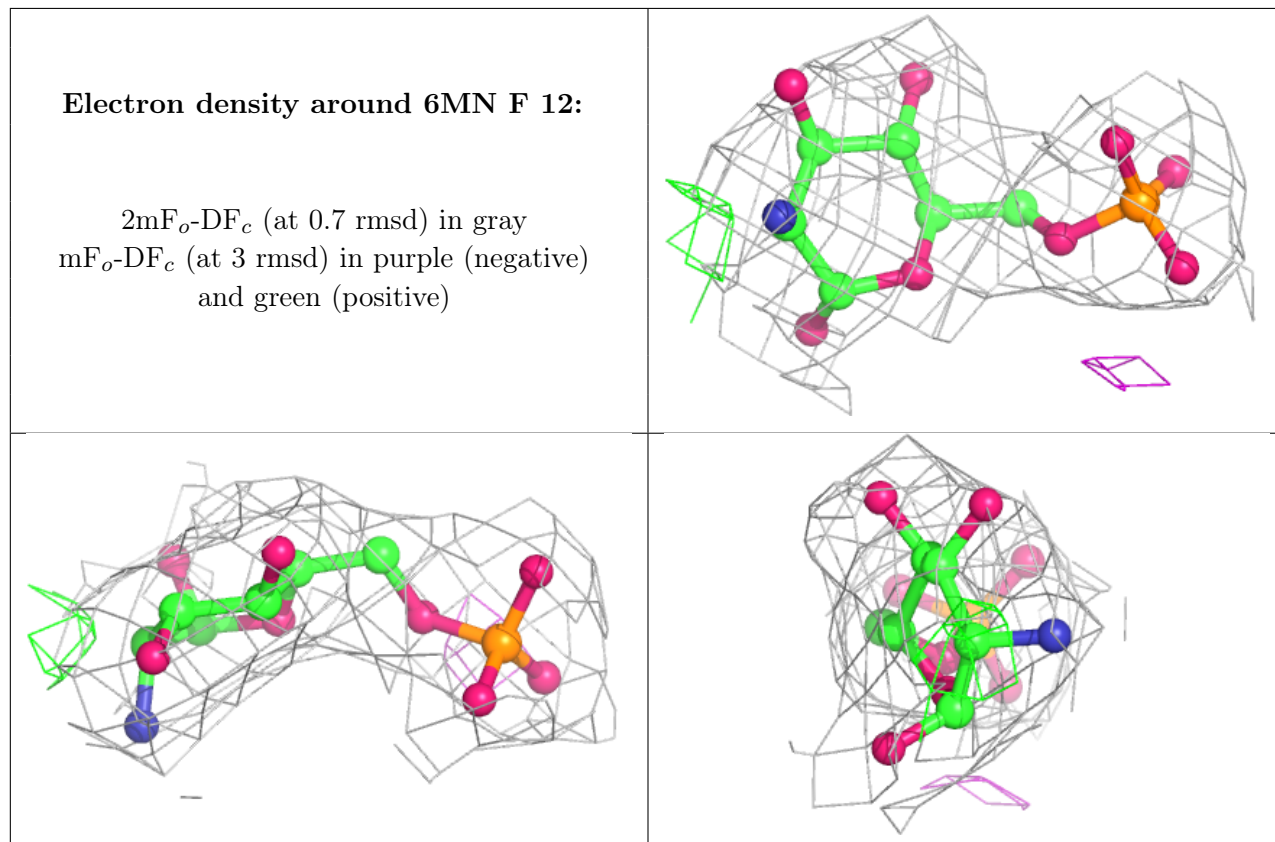 Electron density around 6MN F 12:
2mFo-DFc (at 0.7 rmsd) in gray
mFo-DFc (at 3 rmsd) in purple (negative)
and green (positive)